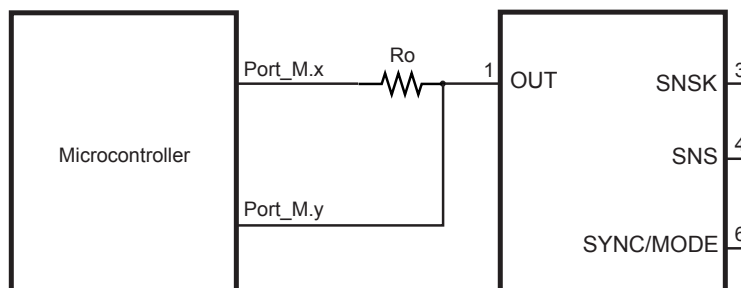 Port_M.x
Ro
1
OUT
SNSK
3
Microcontroller
SNS
4
Port_M.y
SYNC/MODE
6